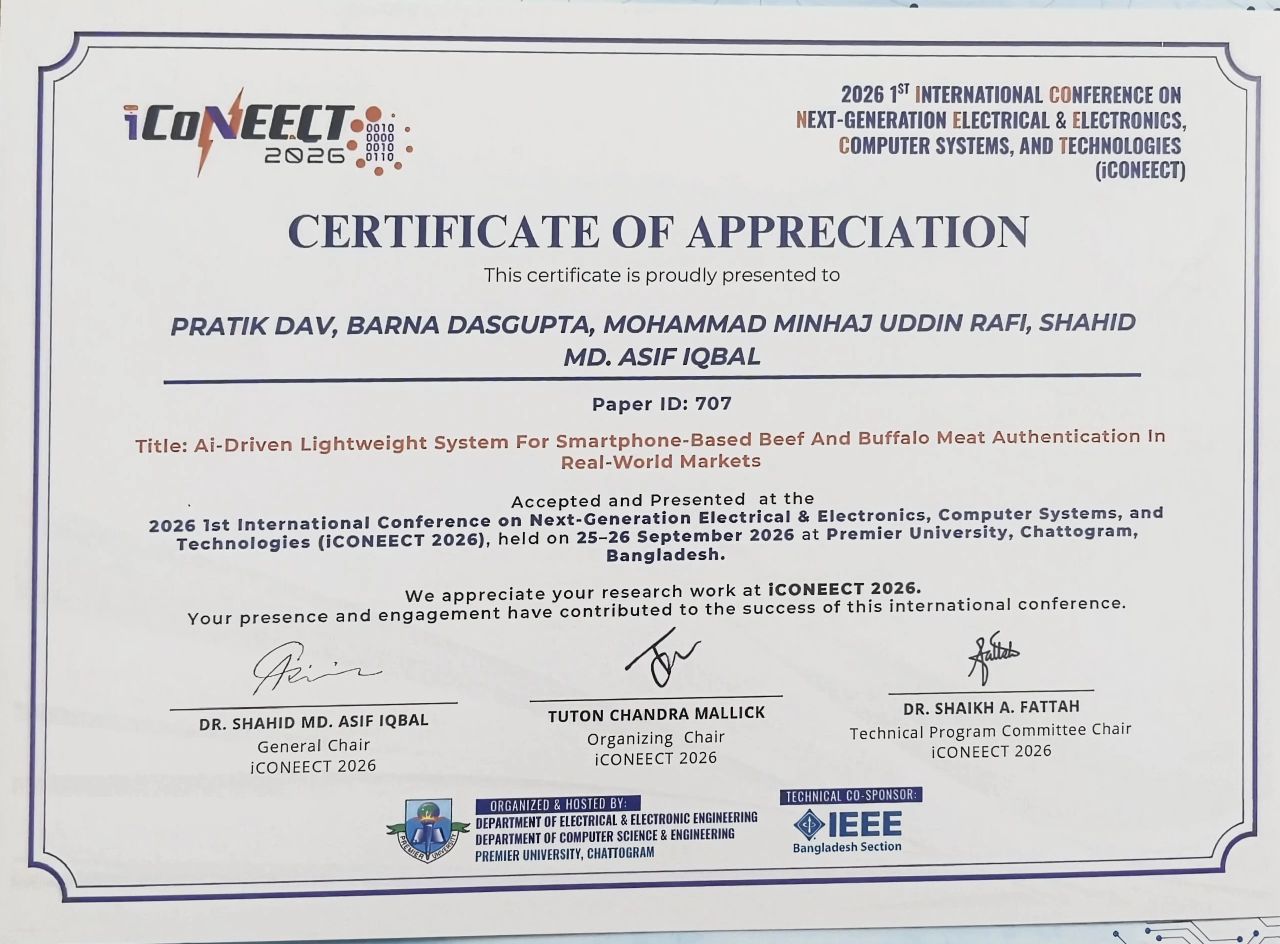 iCoNEECT
2026
0010
0000
0010
0110
2026 1ST INTERNATIONAL CONFERENCE ON
NEXT-GENERATION ELECTRICAL & ELECTRONICS,
COMPUTER SYSTEMS, AND TECHNOLOGIES
(iCONEECT)
CERTIFICATE OF APPRECIATION
This certificate is proudly presented to
PRATIK DAV, BARNA DASGUPTA, MOHAMMAD MINHAJ UDDIN RAFI, SHAHID
MD. ASIF IQBAL
Paper ID: 707
Title: Ai-Driven Lightweight System For Smartphone-Based Beef And Buffalo Meat Authentication In
Real-World Markets
Accepted and Presented at the
2026 1st International Conference on Next-Generation Electrical & Electronics, Computer Systems, and
Technologies (iCONEECT 2026), held on 25–26 September 2026 at Premier University, Chattogram,
Bangladesh.
We appreciate your research work at iCONEECT 2026.
Your presence and engagement have contributed to the success of this international conference.
DR. SHAHID MD. ASIF IQBAL
General Chair
iCONEECT 2026
TUTON CHANDRA MALLICK
Organizing Chair
iCONEECT 2026
DR. SHAIKH A. FATTAH
Technical Program Committee Chair
iCONEECT 2026
PREMIER UNIVERSITY
ORGANIZED & HOSTED BY:
DEPARTMENT OF ELECTRICAL & ELECTRONIC ENGINEERING
DEPARTMENT OF COMPUTER SCIENCE & ENGINEERING
PREMIER UNIVERSITY, CHATTOGRAM
TECHNICAL CO-SPONSOR:
IEEE
Bangladesh Section